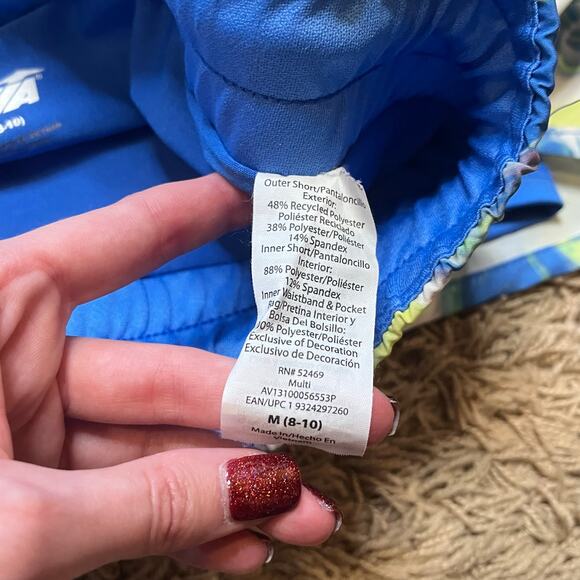 Outer Short/Pantaloncillo
Exterior:
48% Recycled Polyester
Poliéster Reciclado
38% Polyester/Poliéster
14% Spandex
Inner Short/Pantaloncillo
Interior:
88% Polyester/Poliéster
12% Spandex
Inner Waistband & Pocket
Bag/Pretina Interior y
Bolsa Del Bolsillo:
Polyester/Poliéster
Exclusive of Decoration
Exclusivo de Decoración
RN# 52469
Multi
AV13100056553P
EAN/UPC 1 9324297260
M (8-10)
Made in/Hecho En
Vietnam